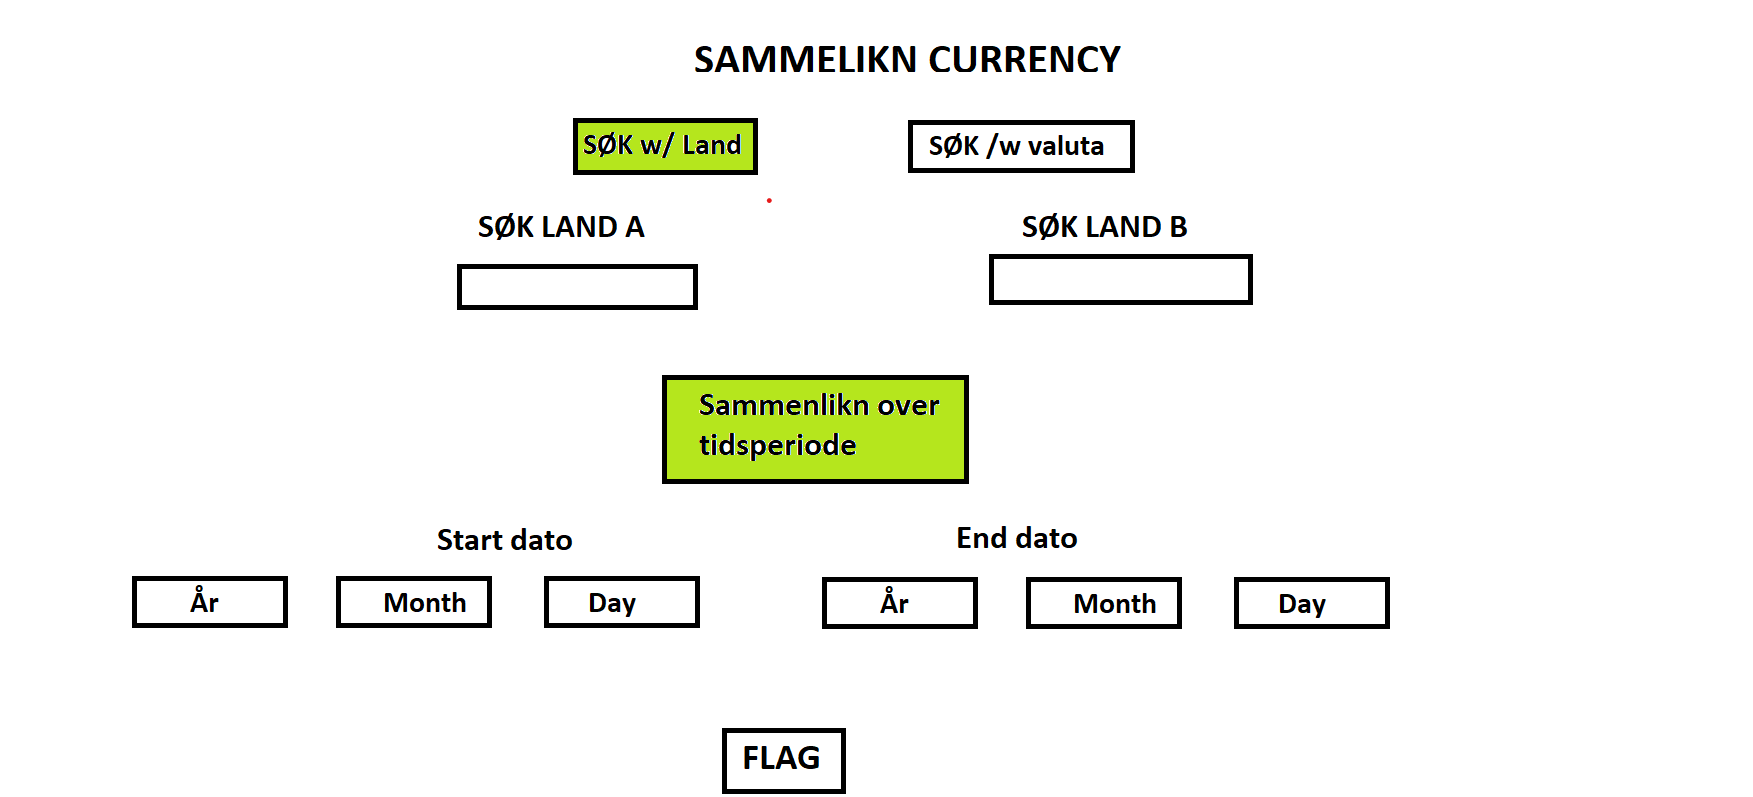 SAMMELIKN CURRENCY
SØK w/ Land
SØK /w valuta
SØK LAND A
SØK LAND B
Sammenlikn over
tidsperiode
Start dato
End dato
År
Month
Day
År
Month
Day
FLAG